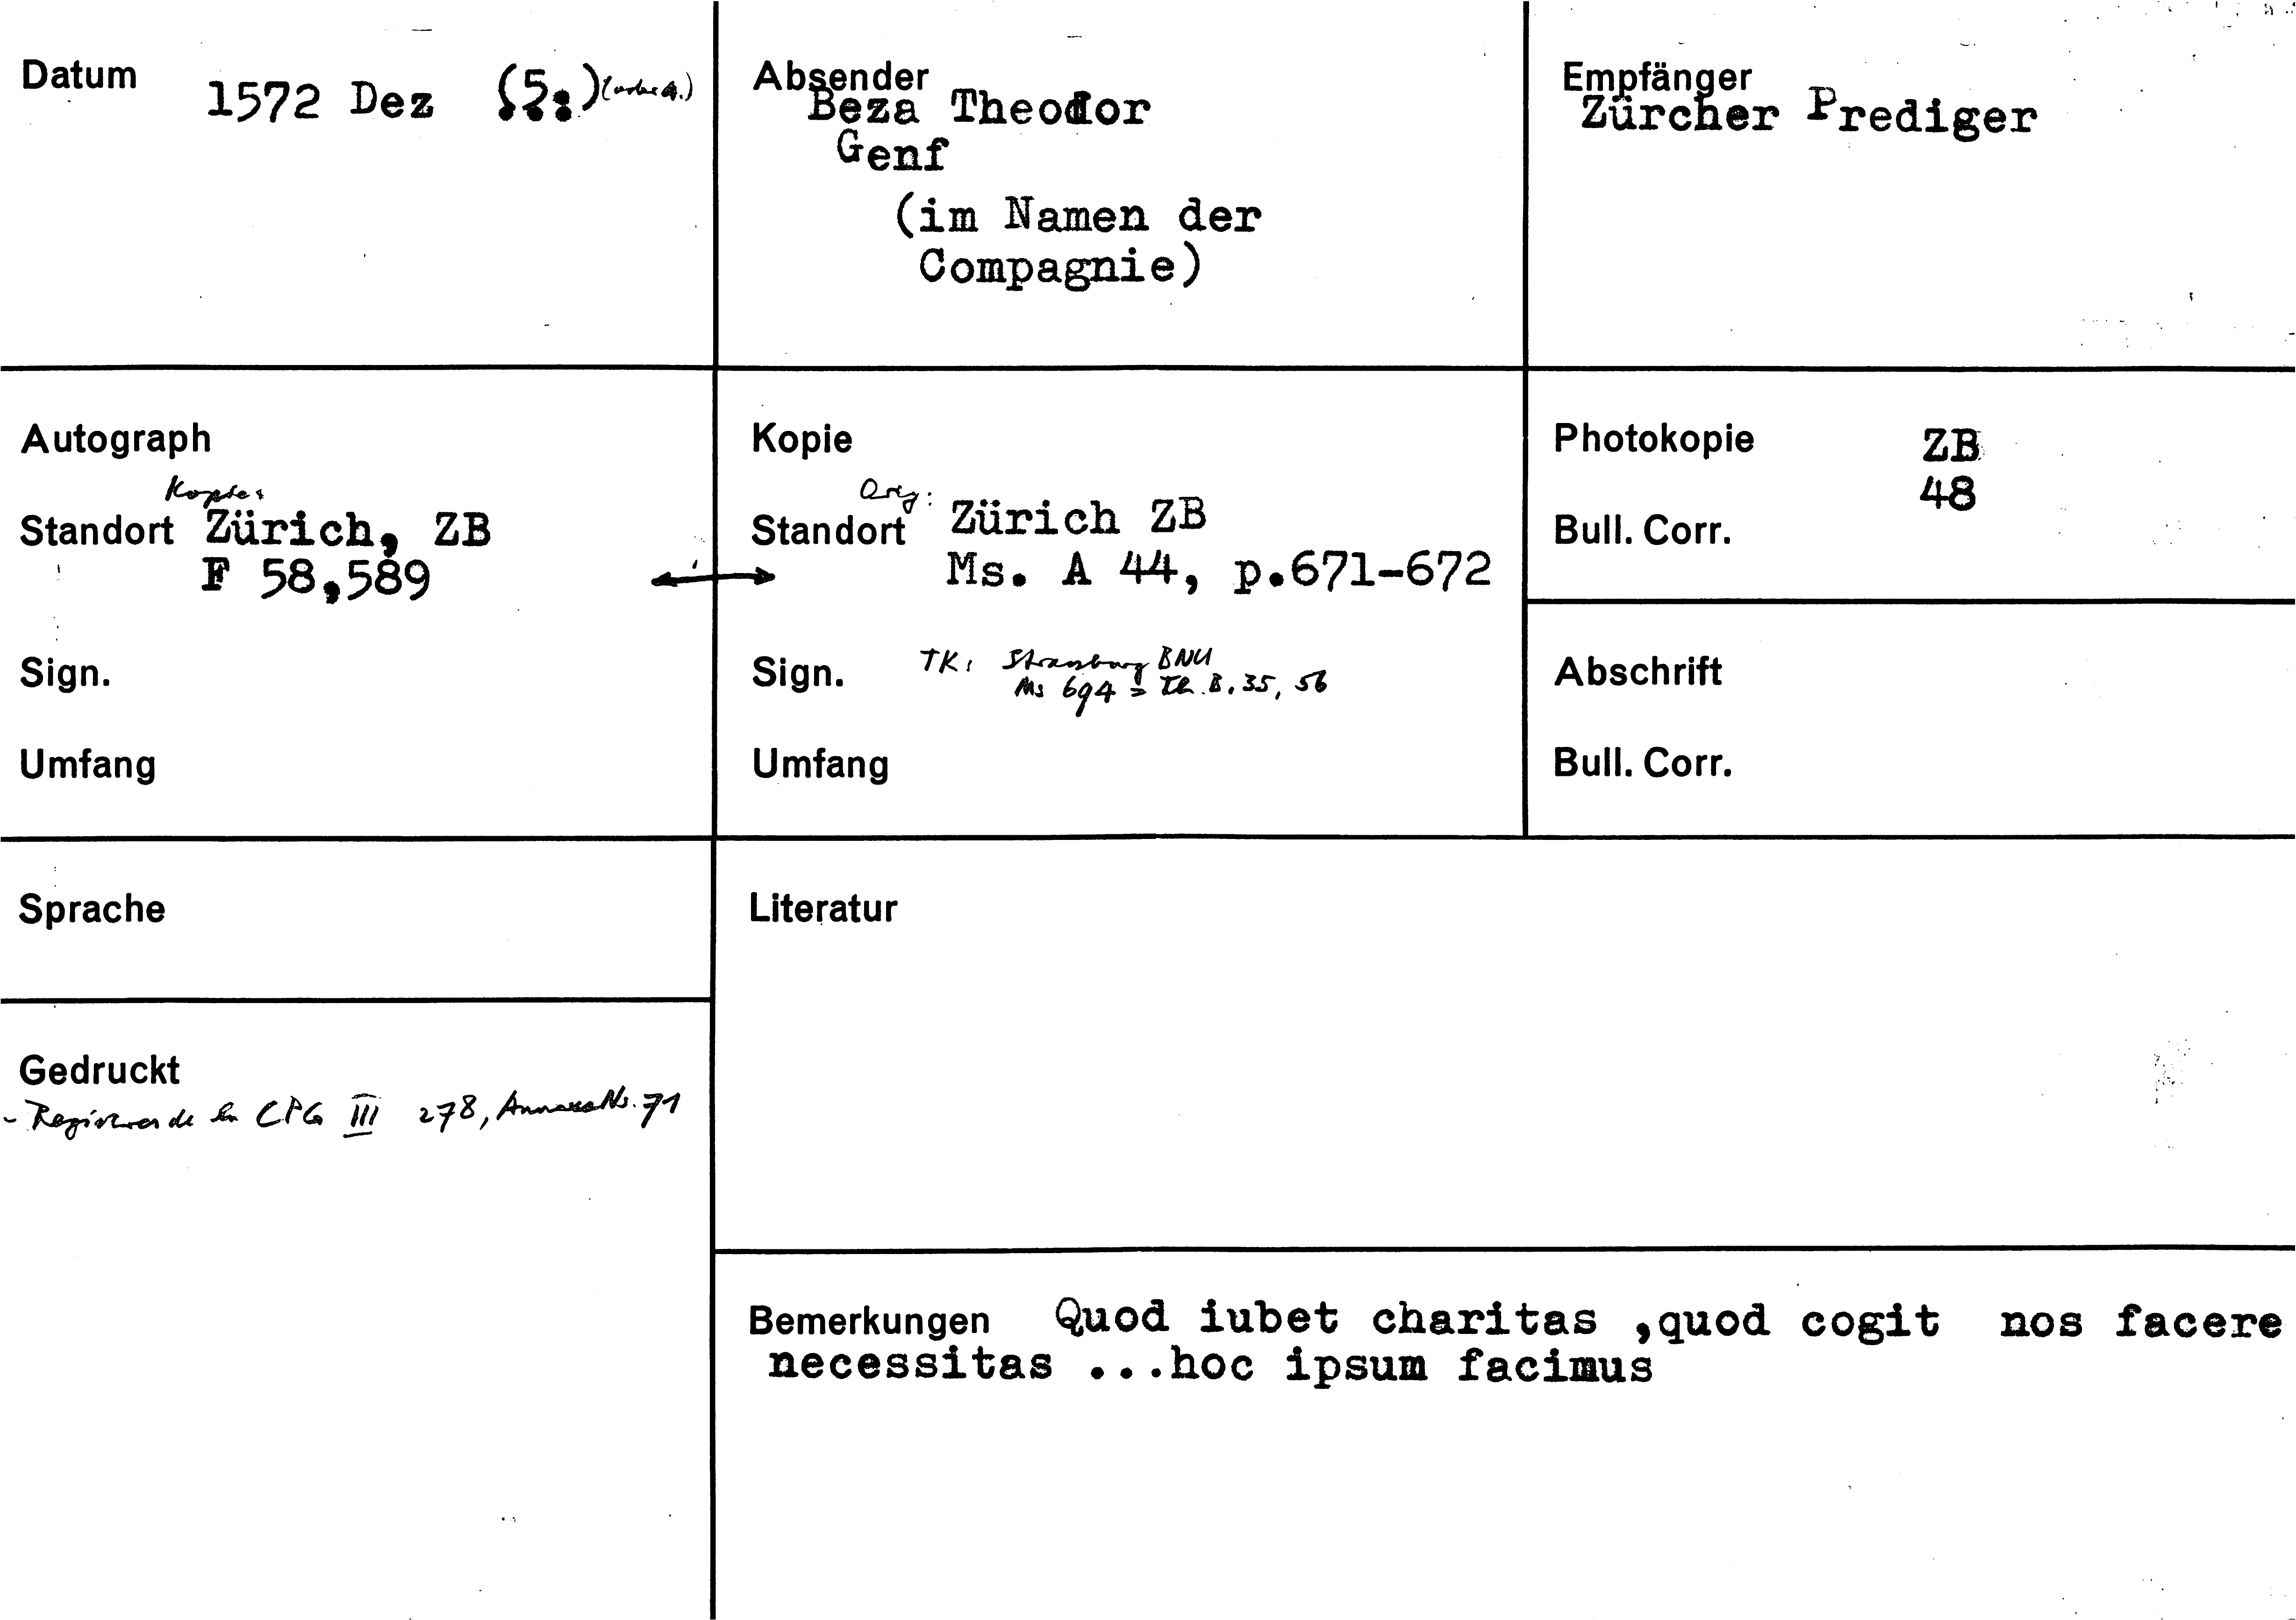 Datum 1572 Dez (5.) (oder 4.)
Absender
Beza Theodor
Genf
(im Namen der
Compagnie)
Empfänger
Zürcher Prediger
Autograph
Kopie:
Standort Zürich, ZB
F 58,589
Sign.
Umfang
Kopie
Orig:
Standort Zürich ZB
Ms. A 44, p.671-672
Sign. TK: Strassburg BNU
Ms 694 = Th. B. 35, 56
Umfang
Photokopie ZB
48
Bull. Corr.
Abschrift
Bull. Corr.
Sprache
Gedruckt
- Registres de la CPG III 278, Annexe No. 71
Literatur
Bemerkungen Quod iubet charitas ,quod cogit nos facere
necessitas ...hoc ipsum facimus